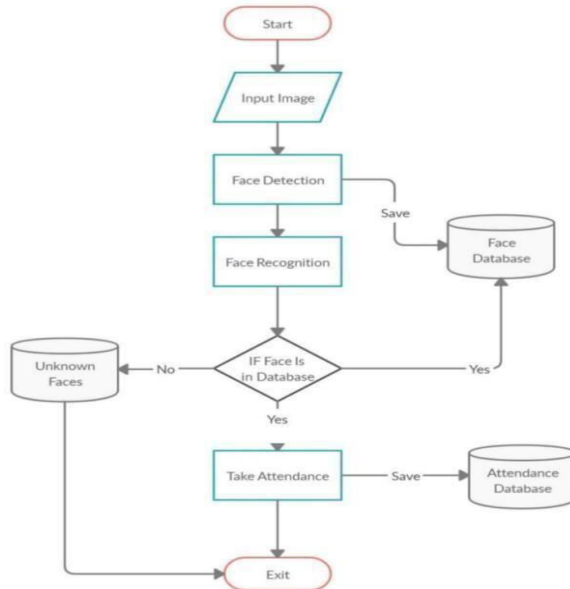 Start
Input Image
Face Detection
Save
Face
Database
Face Recognition
IF Face Is
in Database
Unknown
Faces
No
Yes
Yes
Take Attendance
Save
Attendance
Database
Exit